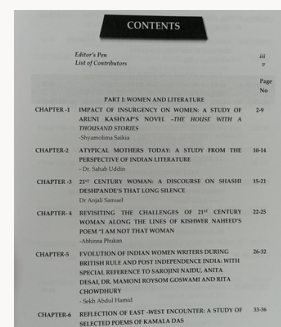 CONTENTS
Editor's Pen iii
List of Contributors v
Page
No
PART I: WOMEN AND LITERATURE
CHAPTER -1 IMPACT OF INSURGENCY ON WOMEN: A STUDY OF 2-9
ARUNI KASHYAP'S NOVEL –THE HOUSE WITH A
THOUSAND STORIES
-Shyamolima Saikia
CHAPTER-2 ATYPICAL MOTHERS TODAY: A STUDY FROM THE 10-14
PERSPECTIVE OF INDIAN LITERATURE
- Dr. Sahab Uddin
CHAPTER -3 21ST CENTURY WOMAN: A DISCOURSE ON SHASHI 15-21
DESHPANDE'S THAT LONG SILENCE
Dr Anjali Samuel
CHAPTER- 4 REVISITING THE CHALLENGES OF 21ST CENTURY 22-25
WOMAN ALONG THE LINES OF KISHWER NAHEED'S
POEM "I AM NOT THAT WOMAN
-Abhinna Phukan
CHAPTER-5 EVOLUTION OF INDIAN WOMEN WRITERS DURING 26-32
BRITISH RULE AND POST INDEPENDENCE INDIA: WITH
SPECIAL REFERENCE TO SAROJINI NAIDU, ANITA
DESAI, DR. MAMONI ROYSOM GOSWAMI AND RITA
CHOWDHURY
- Sekh Abdul Hamid
CHAPTER-6 REFLECTION OF EAST -WEST ENCOUNTER: A STUDY OF 33-36
SELECTED POEMS OF KAMALA DAS